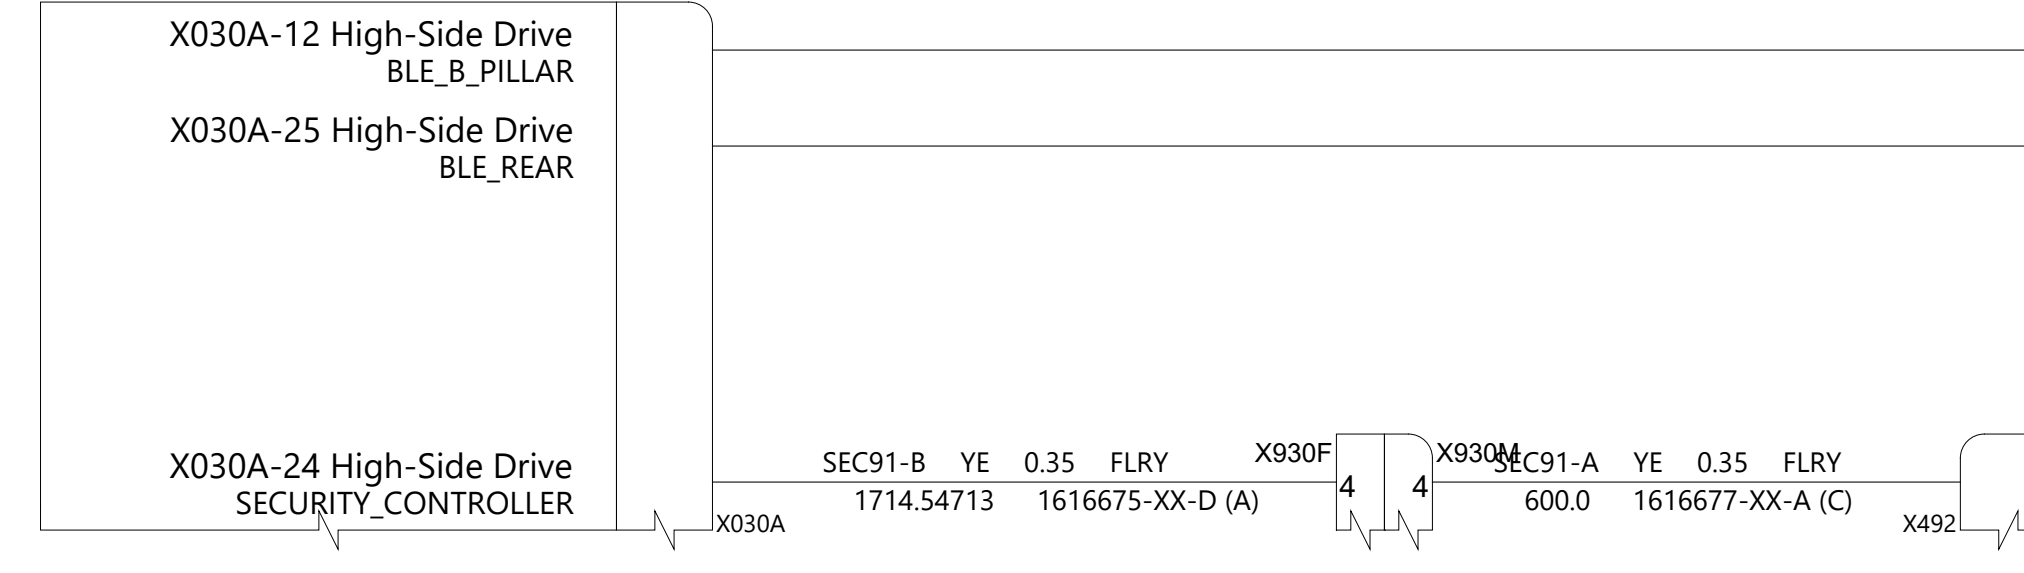 X030A-12 High-Side Drive
BLE_B_PILLAR
X030A-25 High-Side Drive
BLE_REAR
X030A-24 High-Side Drive
SECURITY_CONTROLLER
X030A
SEC91-B YE 0.35 FLRY
1714.54713 1616675-XX-D (A)
X930F
4
4
X930M
SEC91-A YE 0.35 FLRY
600.0 1616677-XX-A (C)
X492